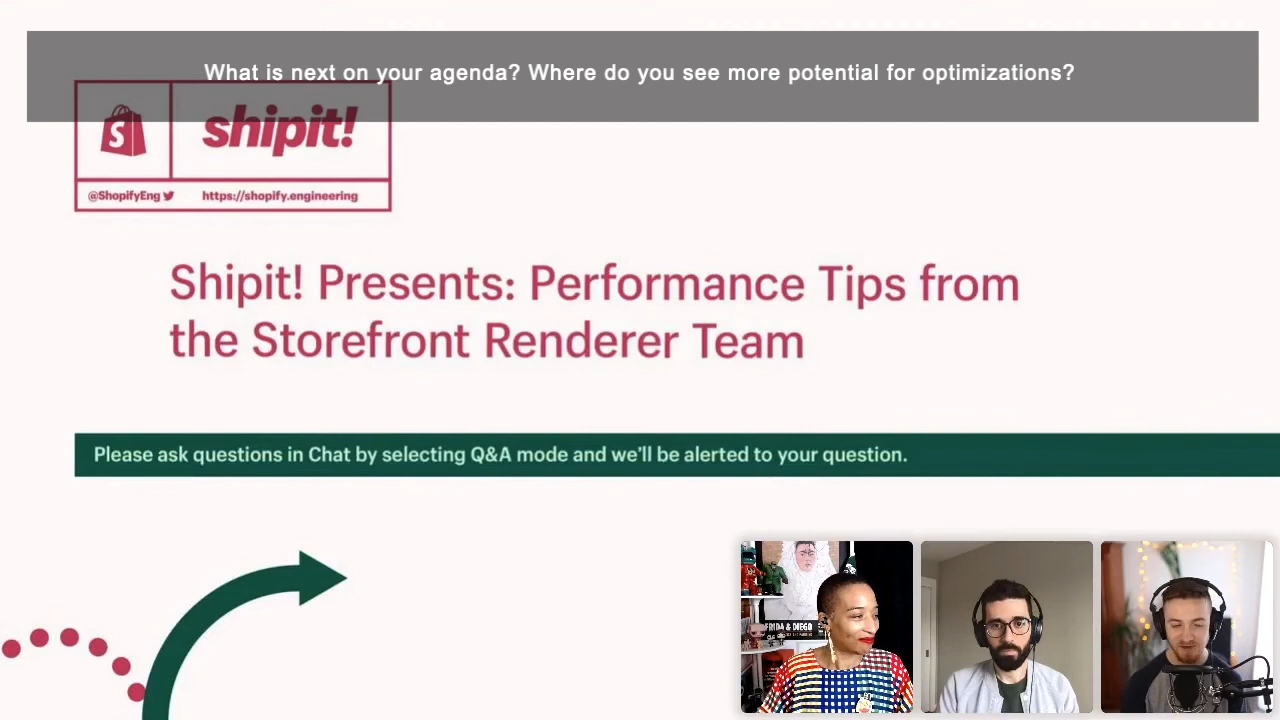 What is next on your agenda? Where do you see more potential for optimizations?
S
shipit!
@ShopifyEng
https://shopify.engineering
Shipit! Presents: Performance Tips from
the Storefront Renderer Team
Please ask questions in Chat by selecting Q&A mode and we'll be alerted to your question.
FRIDA & DIEGO